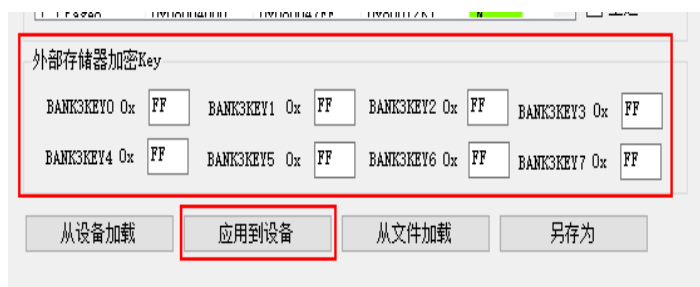 外部存储器加密Key
BANK3KEY0 0x FF BANK3KEY1 0x FF BANK3KEY2 0x FF BANK3KEY3 0x FF
BANK3KEY4 0x FF BANK3KEY5 0x FF BANK3KEY6 0x FF BANK3KEY7 0x FF
从设备加载 应用到设备 从文件加载 另存为